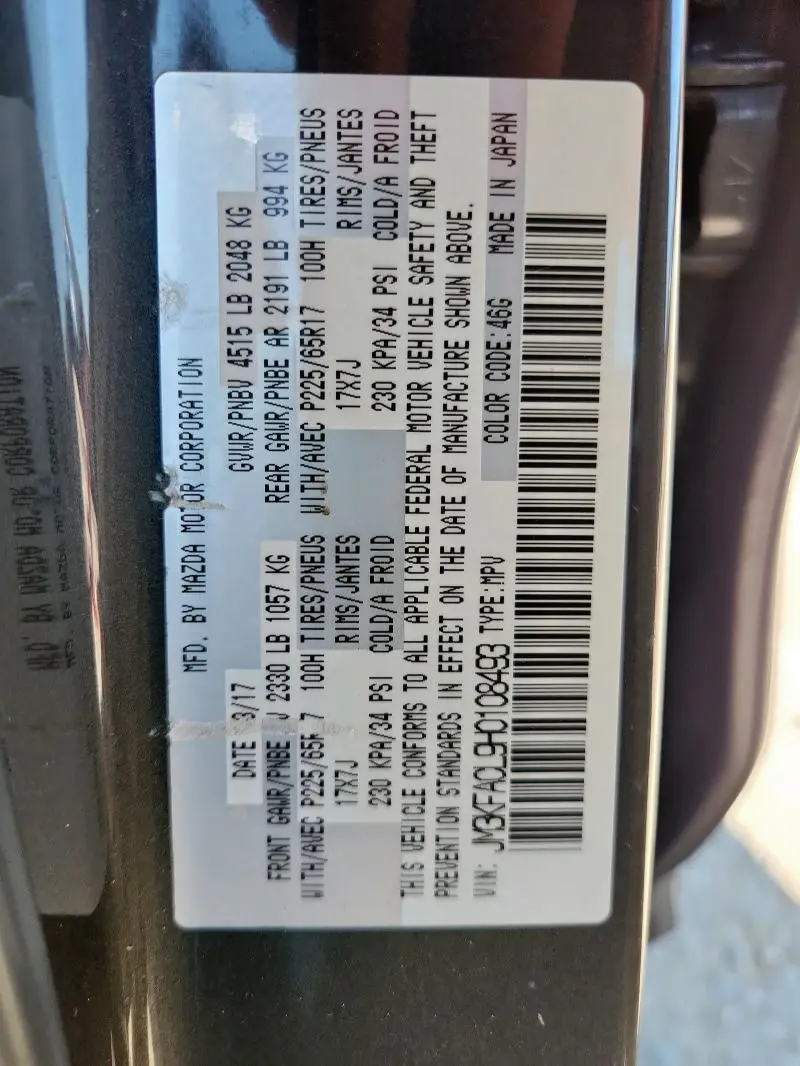 MFD. BY MAZDA MOTOR CORPORATION
DATE 3/17 GVWR/PNBV 4515 LB 2048 KG
FRONT GAWR/PNBE 2330 LB 1057 KG REAR GAWR/PNBE AR 2191 LB 994 KG
WITH/AVEC P225/65R 7 100H TIRES/PNEUS WITH/AVEC P225/65R17 100H TIRES/PNEUS
17X7J RIMS/JANTES 17X7J RIMS/JANTES
230 KPA/34 PSI COLD/A FROID 230 KPA/34 PSI COLD/A FROID
THIS VEHICLE CONFORMS TO ALL APPLICABLE FEDERAL MOTOR VEHICLE SAFETY AND THEFT
PREVENTION STANDARDS IN EFFECT ON THE DATE OF MANUFACTURE SHOWN ABOVE.
VIN: JM3KFACL9H0108493 TYPE:MPV COLOR CODE:46G MADE IN JAPAN